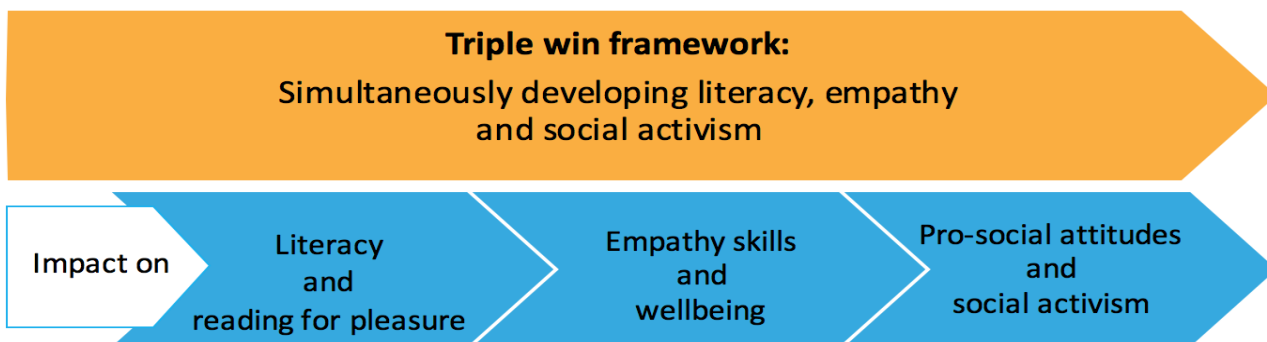 Triple win framework:
Simultaneously developing literacy, empathy
and social activism
Impact on
Literacy
and
reading for pleasure
Empathy skills
and
wellbeing
Pro-social attitudes
and
social activism